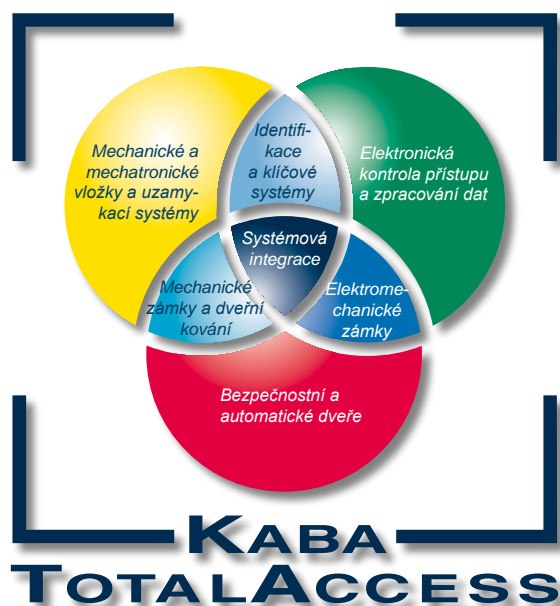 Mechanické a
mechatronické
vložky a uzamy-
kací systémy
Identifi-
kace
a klíčové
systémy
Elektronická
kontrola přístupu
a zpracování dat
Systémová
integrace
Mechanické
zámky a dveřní
kování
Elektrome-
chanické
zámky
Bezpečnostní a
automatické dveře
KABA
TOTALACCESS